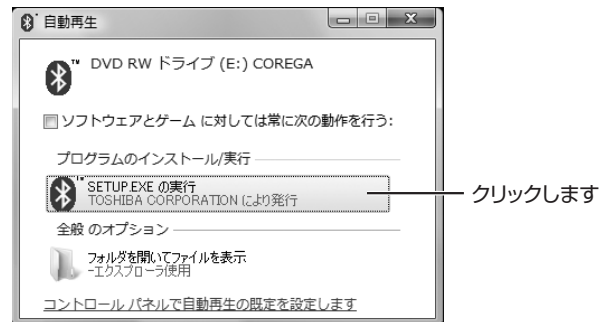 自動再生
DVD RW ドライブ (E:) COREGA
ソフトウェアとゲーム に対しては常に次の動作を行う:
プログラムのインストール/実行
SETUP.EXE の実行
TOSHIBA CORPORATION により発行
クリックします
全般 のオプション
フォルダを開いてファイルを表示
-エクスプローラ使用
コントロール パネルで自動再生の既定を設定します